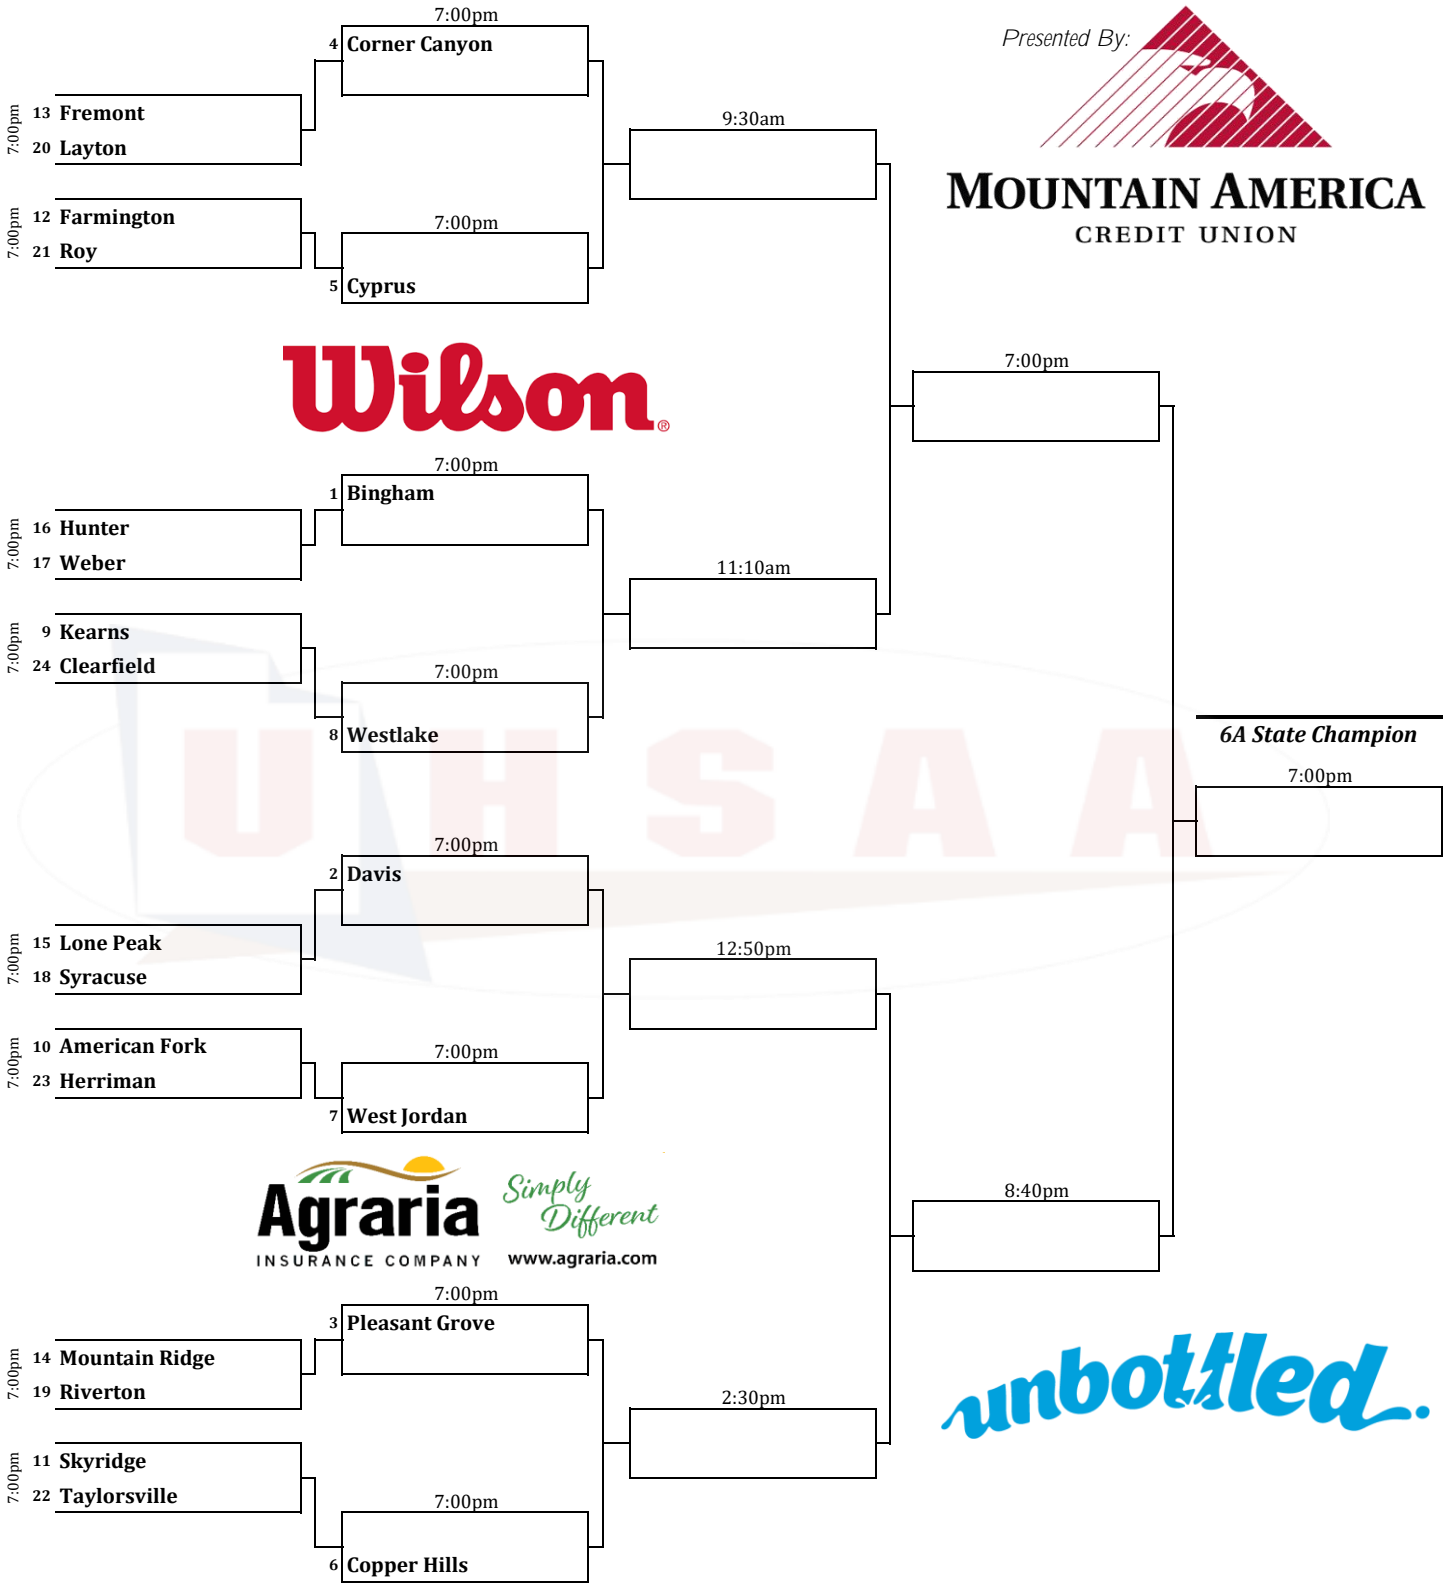 7:00pm
4 Corner Canyon
Presented By:
7:00pm
13 Fremont
20 Layton
9:30am
MOUNTAIN AMERICA
CREDIT UNION
7:00pm
12 Farmington
21 Roy
7:00pm
5 Cyprus
Wilson®
7:00pm
7:00pm
1 Bingham
7:00pm
16 Hunter
17 Weber
11:10am
7:00pm
9 Kearns
24 Clearfield
7:00pm
8 Westlake
UHSAA
6A State Champion
7:00pm
7:00pm
2 Davis
7:00pm
15 Lone Peak
18 Syracuse
12:50pm
7:00pm
10 American Fork
23 Herriman
7:00pm
7 West Jordan
Agraria
INSURANCE COMPANY
Simply
Different
www.agraria.com
8:40pm
7:00pm
3 Pleasant Grove
7:00pm
14 Mountain Ridge
19 Riverton
unbottled.
2:30pm
7:00pm
11 Skyridge
22 Taylorsville
7:00pm
6 Copper Hills